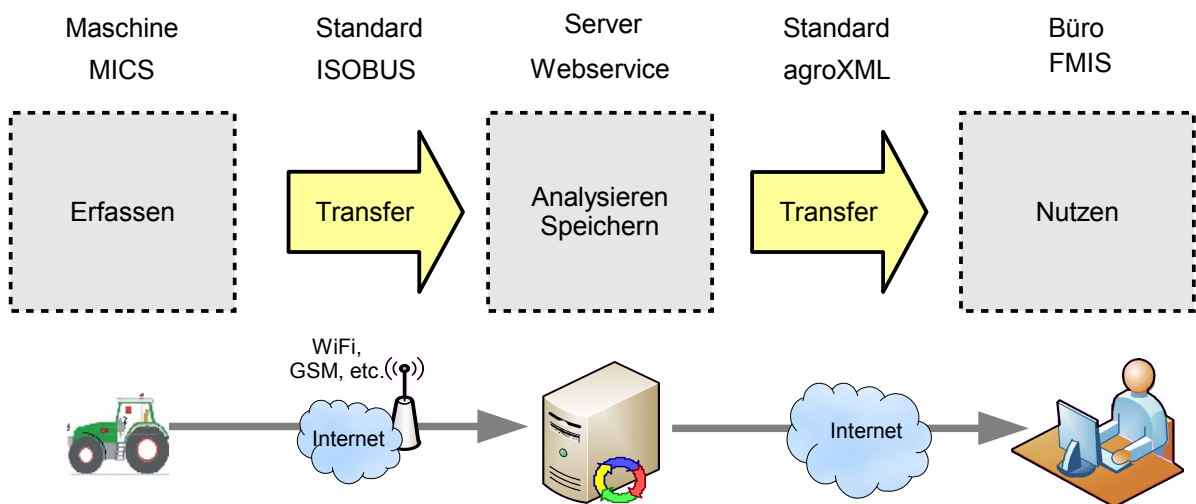 Maschine
MICS
Standard
ISOBUS
Server
Webservice
Standard
agroXML
Büro
FMIS
Erfassen
Transfer
Analysieren
Speichern
Transfer
Nutzen
WiFi,
GSM, etc.
Internet
Internet